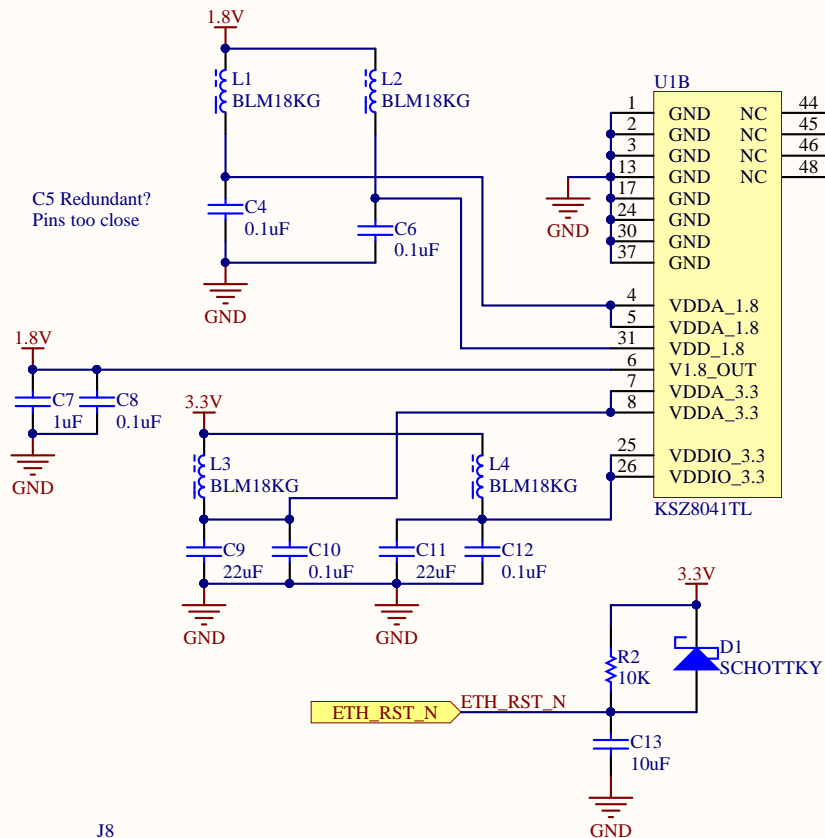 1.8V
L1
BLM18KG
L2
BLM18KG
C5 Redundant?
Pins too close
C4
0.1uF
C6
0.1uF
GND
U1B
1 GND NC 44
2 GND NC 45
3 GND NC 46
13 GND NC 48
17 GND
24 GND
30 GND
37 GND
GND
4 VDDA_1.8
5 VDDA_1.8
31 VDD_1.8
6 V1.8_OUT
7 VDDA_3.3
8 VDDA_3.3
25 VDDIO_3.3
26 VDDIO_3.3
KSZ8041TL
1.8V
C7
1uF
C8
0.1uF
GND
3.3V
L3
BLM18KG
L4
BLM18KG
C9
22uF
C10
0.1uF
C11
22uF
C12
0.1uF
GND
GND
3.3V
R2
10K
D1
SCHOTTKY
ETH_RST_N
ETH_RST_N
C13
10uF
GND
J8